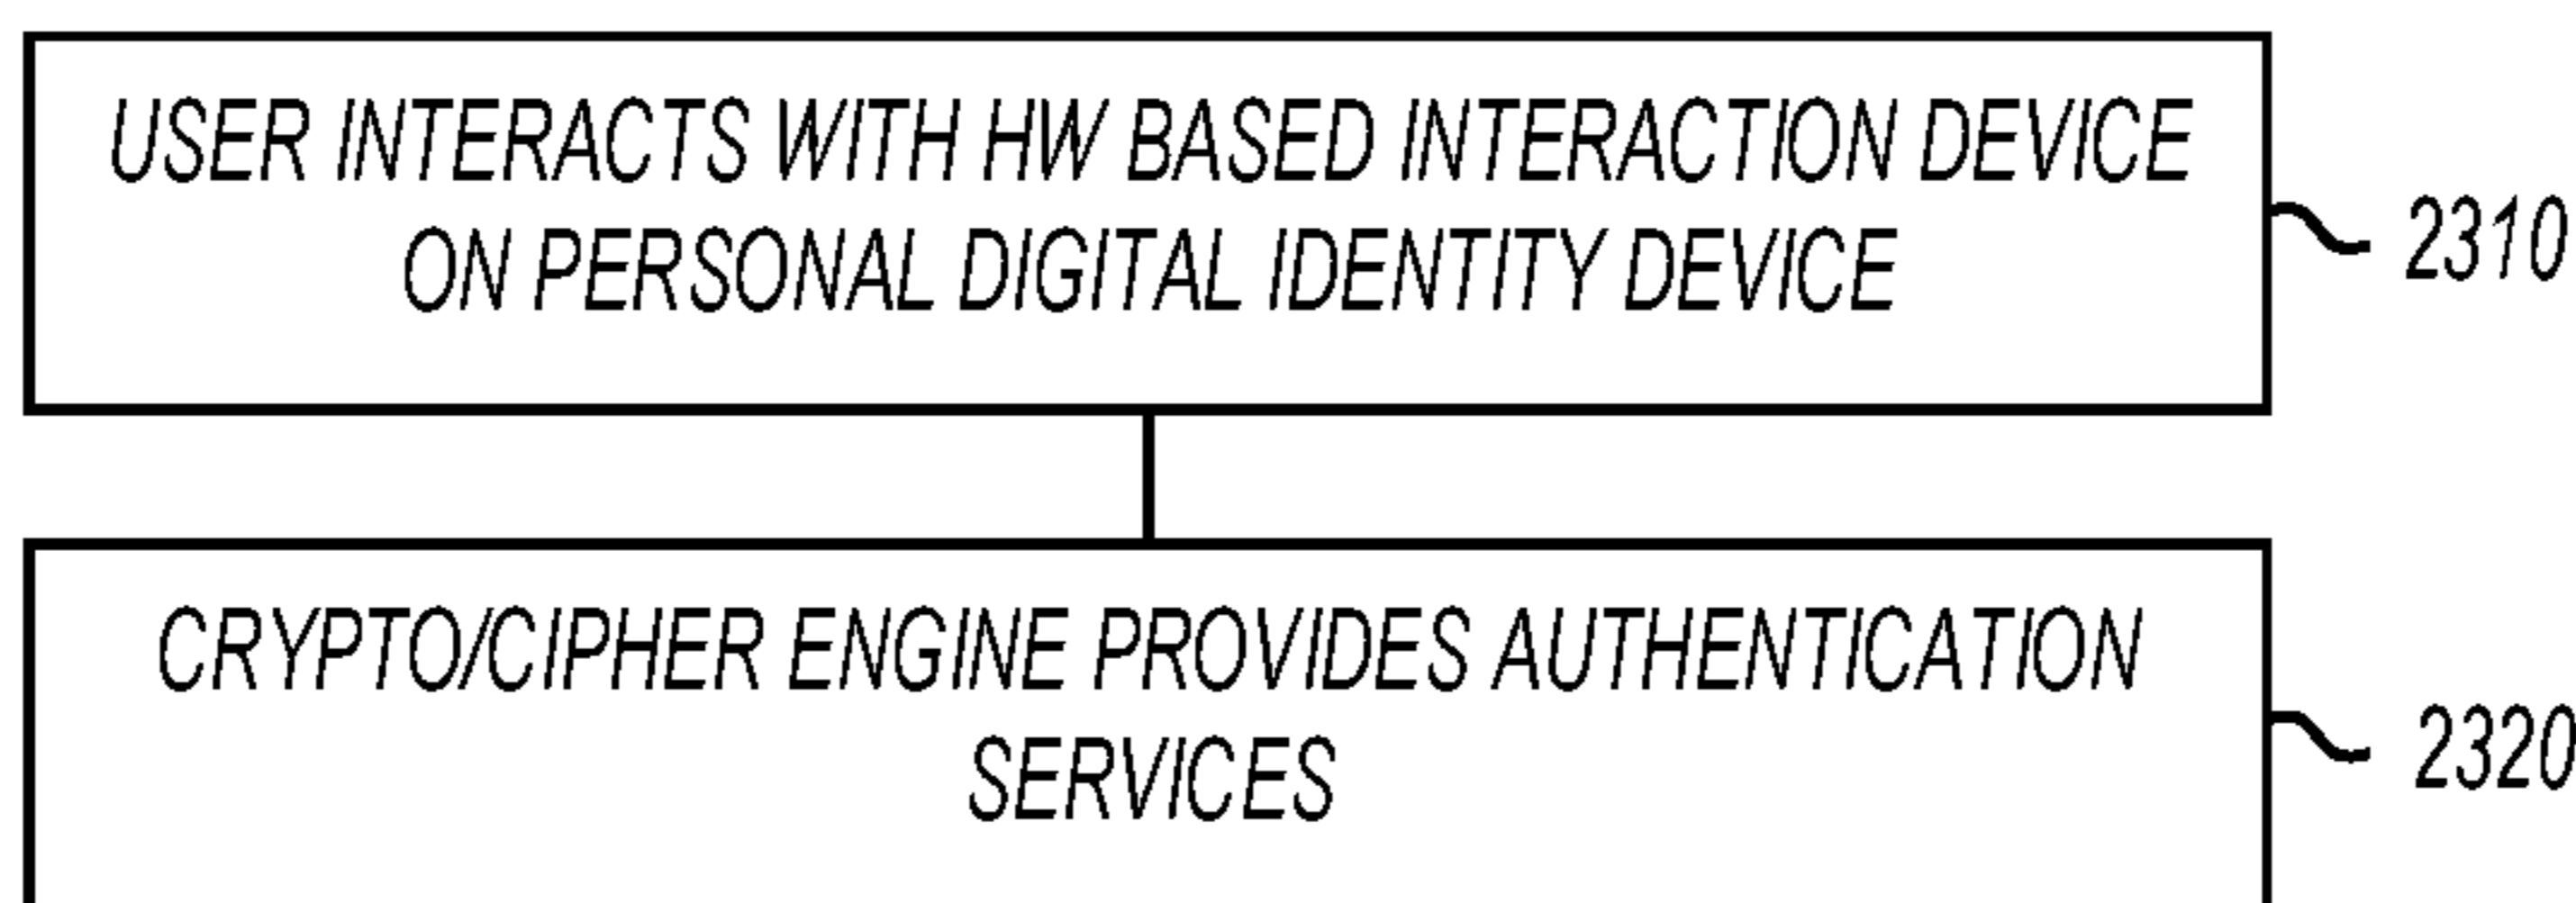 USER INTERACTS WITH HW BASED INTERACTION DEVICE
ON PERSONAL DIGITAL IDENTITY DEVICE
2310
CRYPTO/CIPHER ENGINE PROVIDES AUTHENTICATION
SERVICES
2320